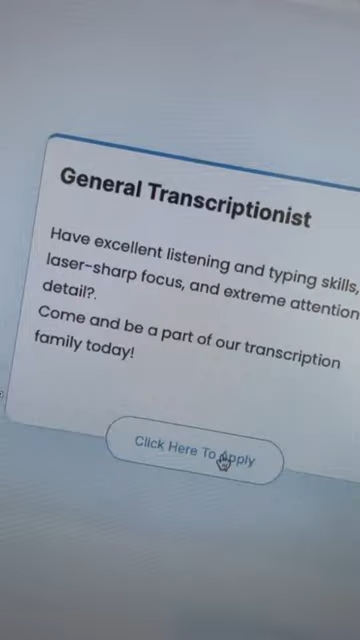 General Transcriptionist
Have excellent listening and typing skills,
laser-sharp focus, and extreme attention
detail?.
Come and be a part of our transcription
family today!
Click Here To Apply